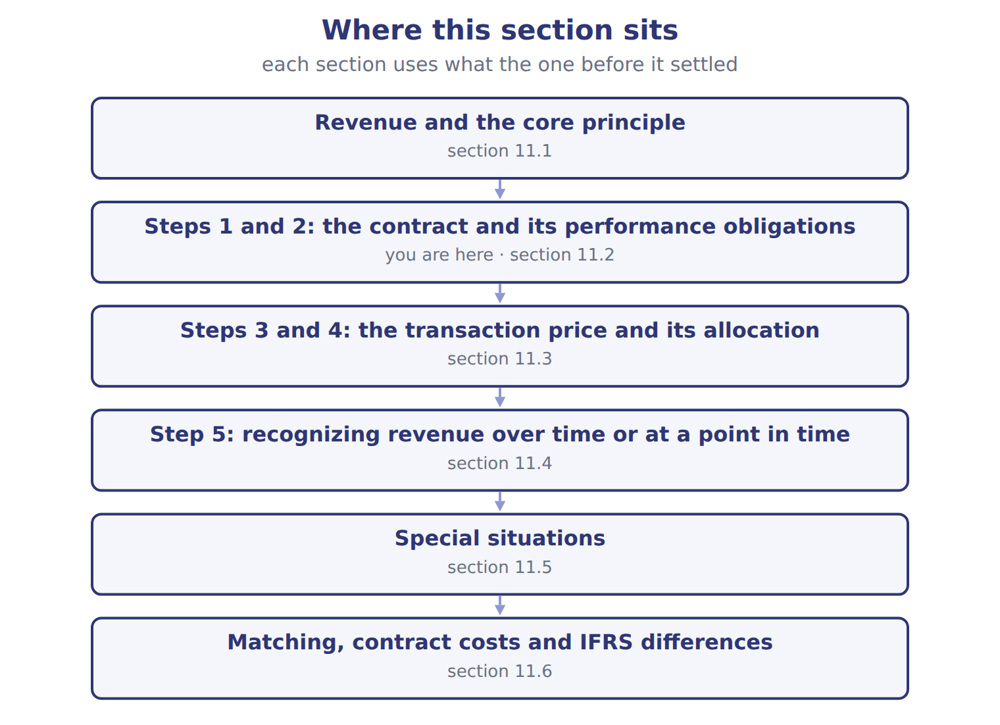 Where this section sits
each section uses what the one before it settled
Revenue and the core principle
section 11.1
Steps 1 and 2: the contract and its performance obligations
you are here · section 11.2
Steps 3 and 4: the transaction price and its allocation
section 11.3
Step 5: recognizing revenue over time or at a point in time
section 11.4
Special situations
section 11.5
Matching, contract costs and IFRS differences
section 11.6